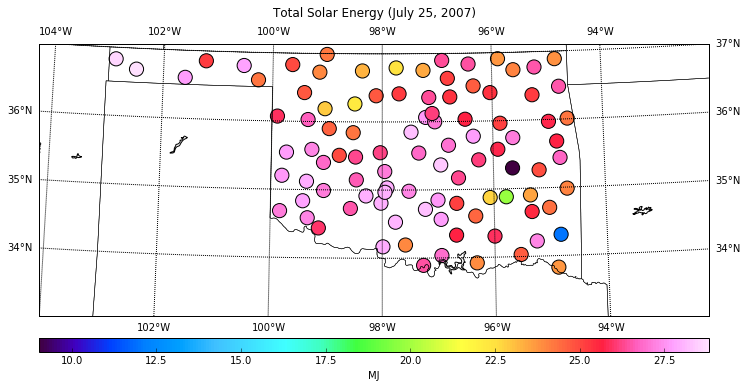 Total Solar Energy (July 25, 2007)
104°W 102°W 100°W 98°W 96°W 94°W
37°N
36°N 36°N
35°N 35°N
34°N 34°N
102°W 100°W 98°W 96°W 94°W
10.0 12.5 15.0 17.5 20.0 22.5 25.0 27.5
MJ